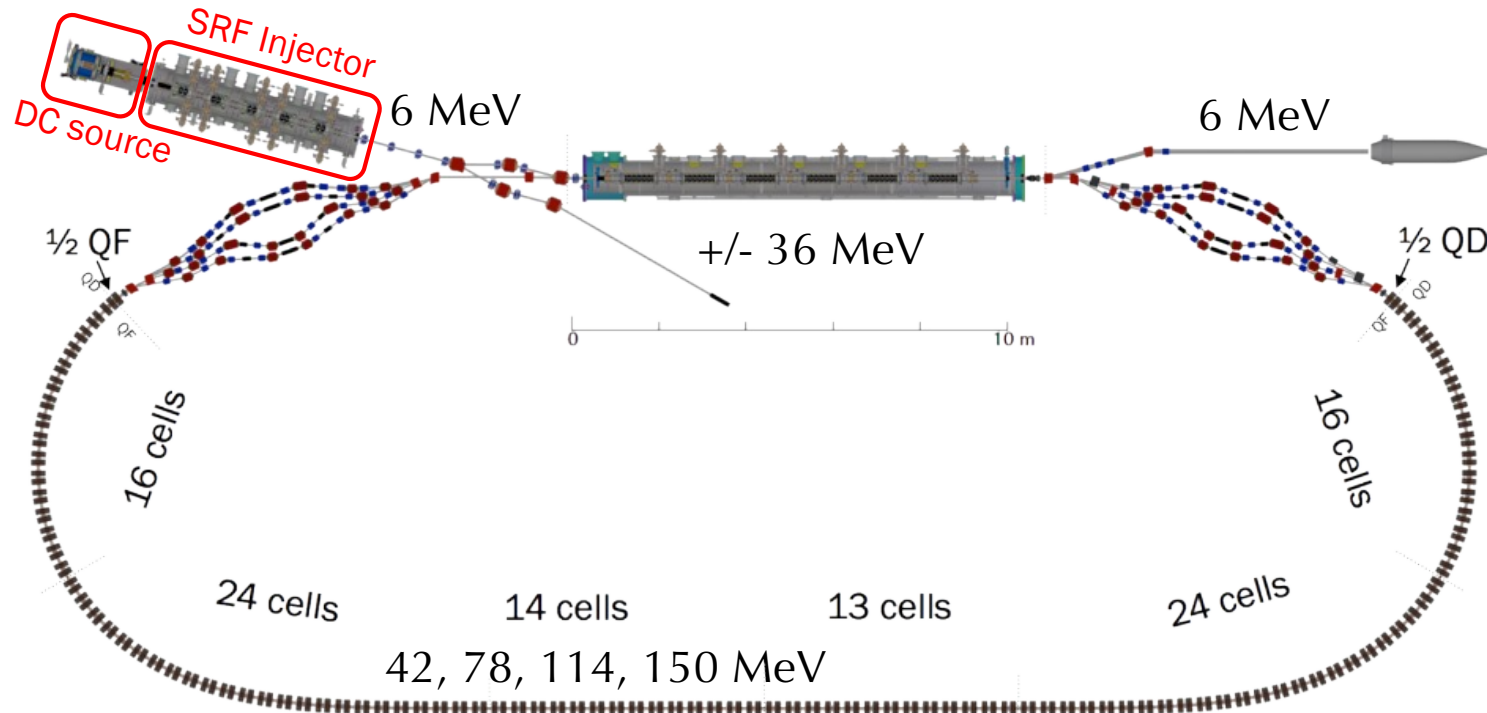 SRF Injector
DC source
6 MeV
6 MeV
+/- 36 MeV
½ QF
½ QD
QD
QF
QD
QF
0
10 m
16 cells
16 cells
24 cells
14 cells
13 cells
24 cells
42, 78, 114, 150 MeV